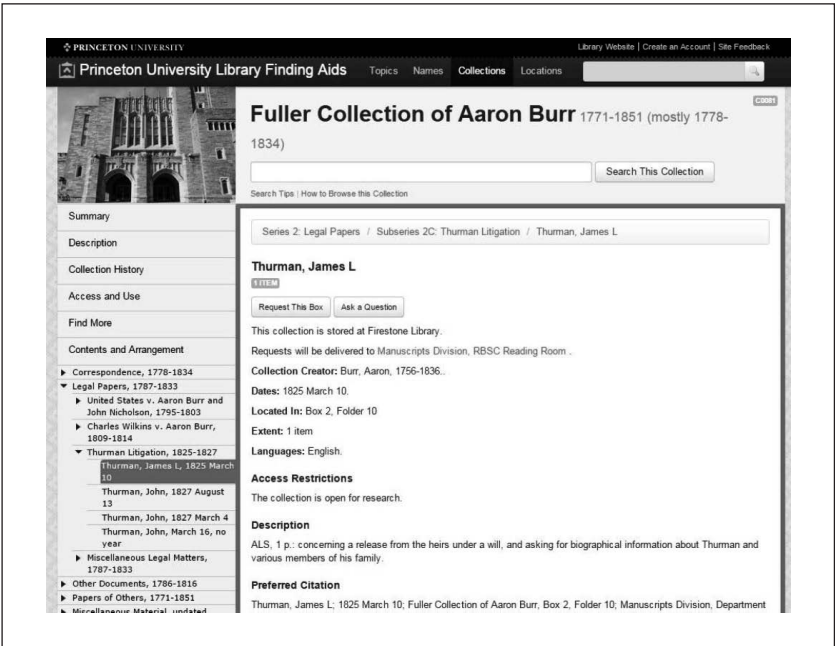 PRINCETON UNIVERSITY
Library Website | Create an Account | Site Feedback
Princeton University Library Finding Aids
Topics Names Collections Locations
Fuller Collection of Aaron Burr 1771-1851 (mostly 1778-
1834)
C0081
Search This Collection
Search Tips | How to Browse this Collection
Summary
Description
Collection History
Access and Use
Find More
Contents and Arrangement
Correspondence, 1778-1834
Legal Papers, 1787-1833
United States v. Aaron Burr and
John Nicholson, 1795-1803
Charles Wilkins v. Aaron Burr,
1809-1814
Thurman Litigation, 1825-1827
Thurman, James L, 1825 March
10
Thurman, John, 1827 August
13
Thurman, John, 1827 March 4
Thurman, John, March 16, no
year
Miscellaneous Legal Matters,
1787-1833
Other Documents, 1786-1816
Papers of Others, 1771-1851
Miscellaneous Material, undated
Series 2: Legal Papers / Subseries 2C: Thurman Litigation / Thurman, James L
Thurman, James L
1 ITEM
Request This Box Ask a Question
This collection is stored at Firestone Library.
Requests will be delivered to Manuscripts Division, RBSC Reading Room .
Collection Creator: Burr, Aaron, 1756-1836..
Dates: 1825 March 10.
Located In: Box 2, Folder 10
Extent: 1 item
Languages: English.
Access Restrictions
The collection is open for research.
Description
ALS, 1 p.: concerning a release from the heirs under a will, and asking for biographical information about Thurman and
various members of his family.
Preferred Citation
Thurman, James L; 1825 March 10; Fuller Collection of Aaron Burr, Box 2, Folder 10; Manuscripts Division, Department